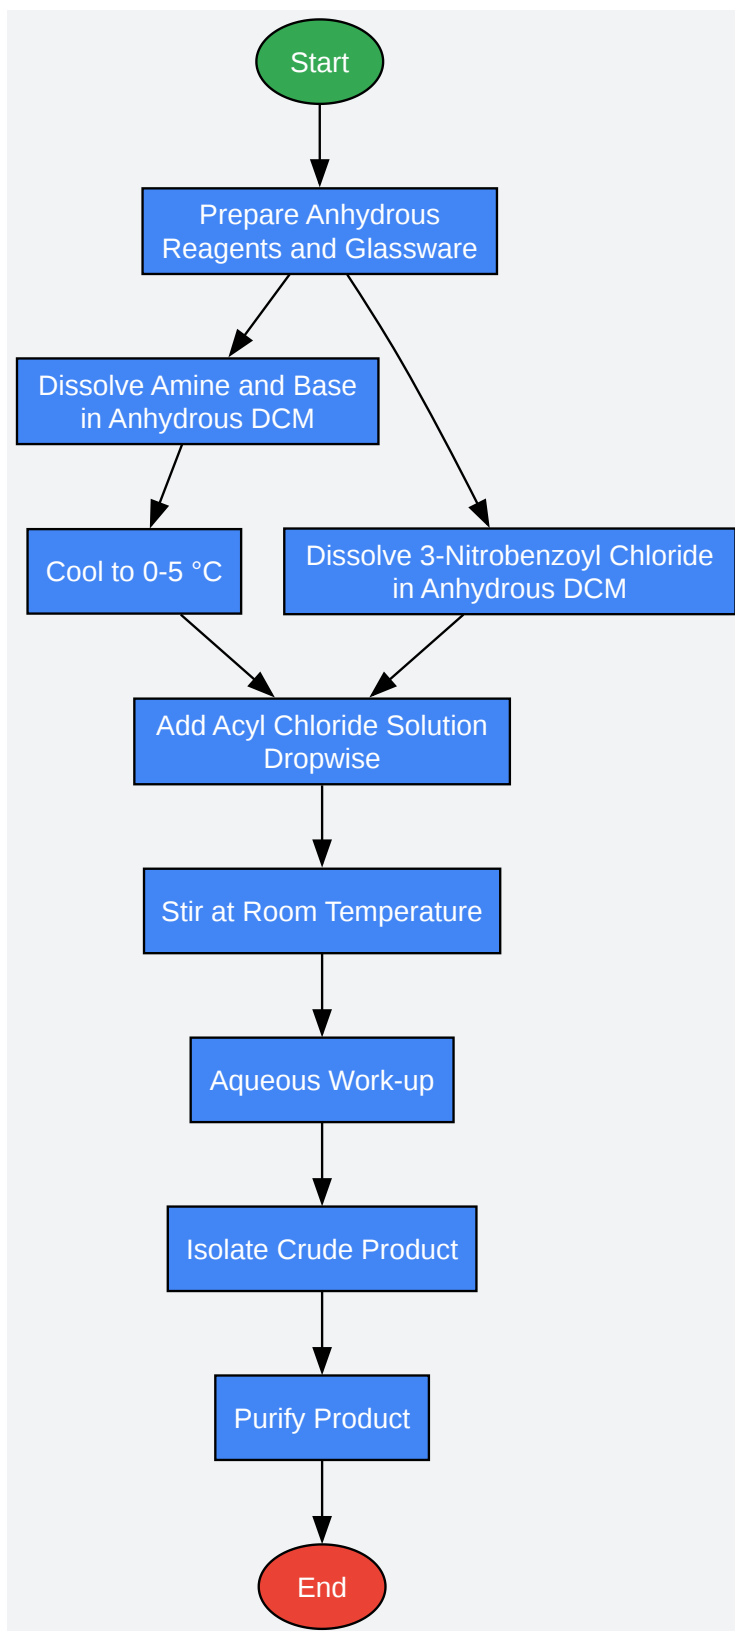 Start
Prepare Anhydrous
Reagents and Glassware
Dissolve Amine and Base
in Anhydrous DCM
Cool to 0-5 °C
Dissolve 3-Nitrobenzoyl Chloride
in Anhydrous DCM
Add Acyl Chloride Solution
Dropwise
Stir at Room Temperature
Aqueous Work-up
Isolate Crude Product
Purify Product
End